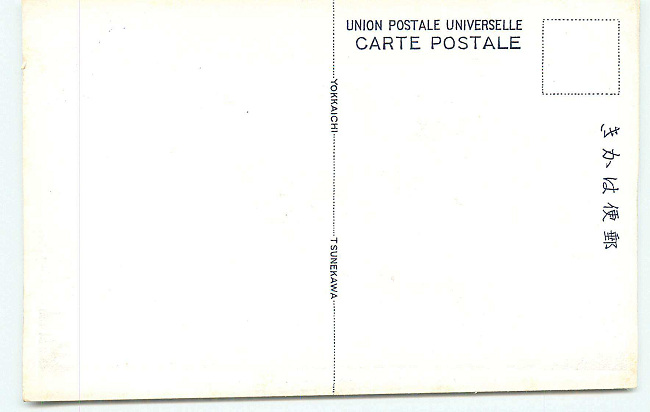 UNION POSTALE UNIVERSELLE
CARTE POSTALE
郵便はかき
YOKKAICHI
TSUNEKAWA